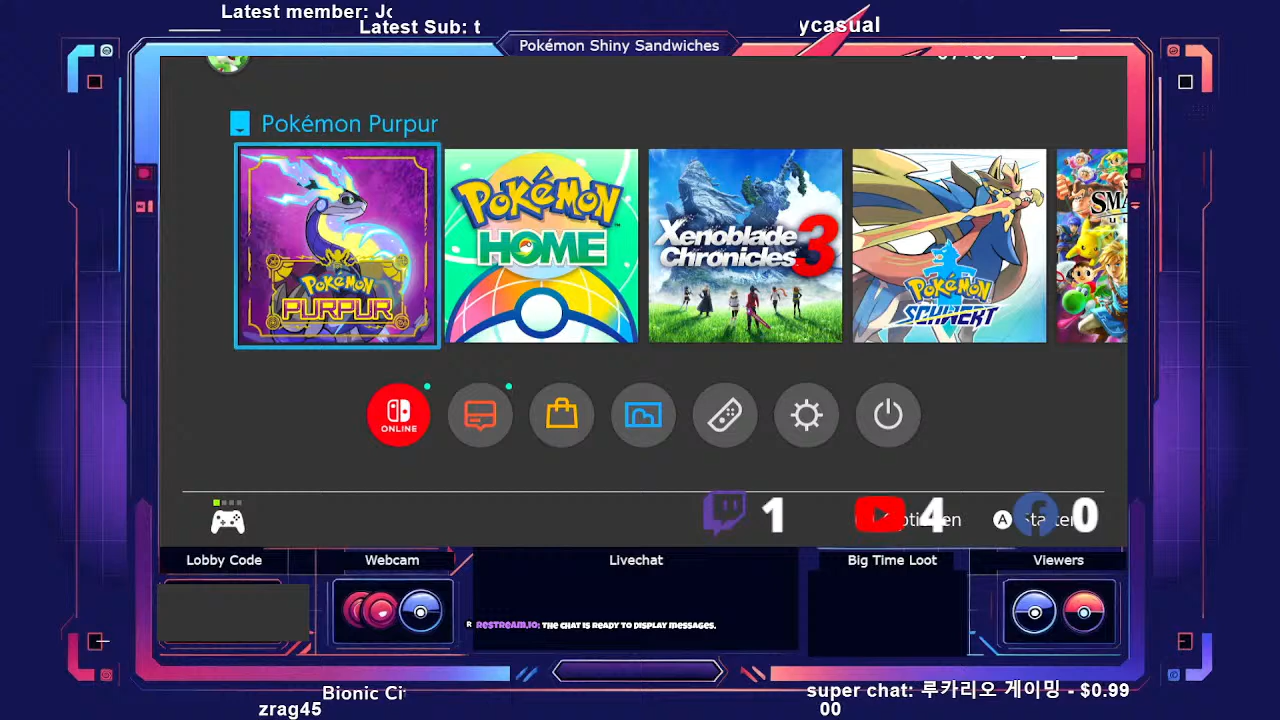 Latest member: Jo
Latest Sub: t
ycasual
Pokémon Shiny Sandwiches
Pokémon Purpur
POKÉMON
PURPUR
POKÉMON
HOME
Xenoblade
Chronicles 3
POKÉMON
SCHWERT
SMA
ONLINE
1
4
0
A
Lobby Code
Webcam
Livechat
Big Time Loot
Viewers
R RESTREAM.IO: THE CHAT IS READY TO DISPLAY MESSAGES.
Bionic Ci
zrag45
super chat: 루카리오 게이밍 - $0.99
00